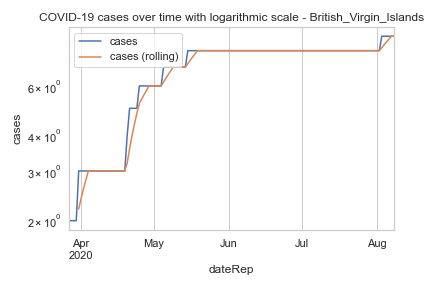 COVID-19 cases over time with logarithmic scale - British_Virgin_Islands
cases
cases (rolling)
6 × 10⁰
4 × 10⁰
3 × 10⁰
2 × 10⁰
cases
Apr May Jun Jul Aug
2020
dateRep